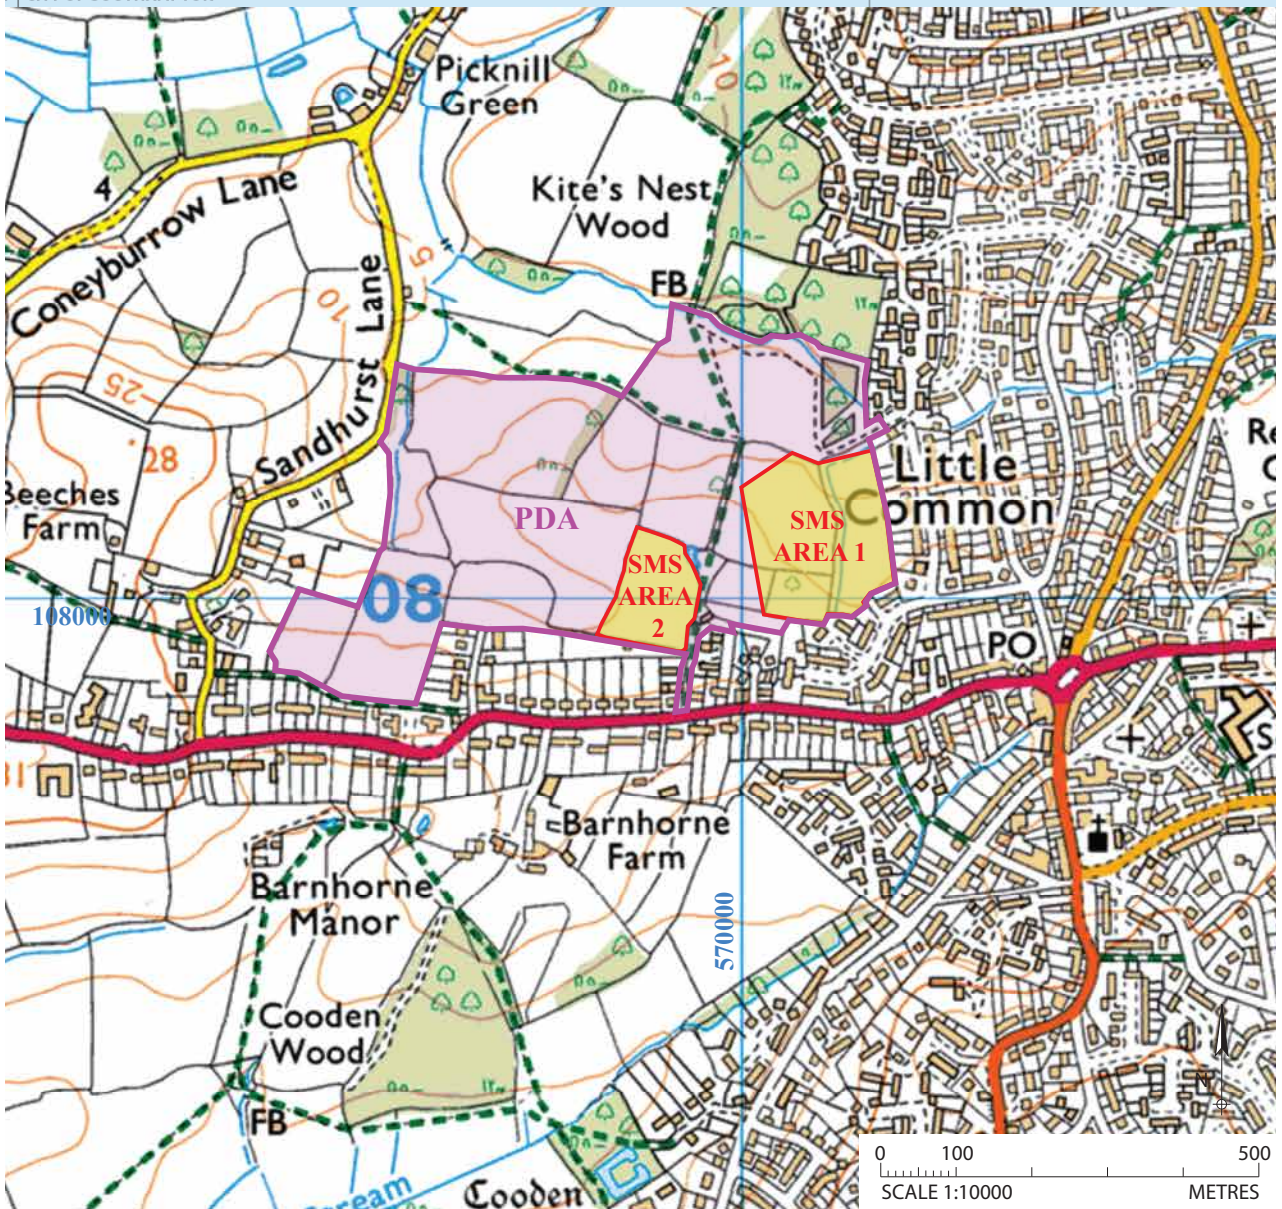 Picknill
Green
Kite's Nest
Wood
4
Coneyburrow Lane
FB
10
5
10
Sandhurst Lane
25
28
Beeches
Farm
Little
Common
PDA
SMS
AREA 1
SMS
AREA
2
08
108000
PO
Barnhorne
Farm
Barnhorne
Manor
570000
Cooden
Wood
FB
N
Cooden
0 100 500
SCALE 1:10000 METRES